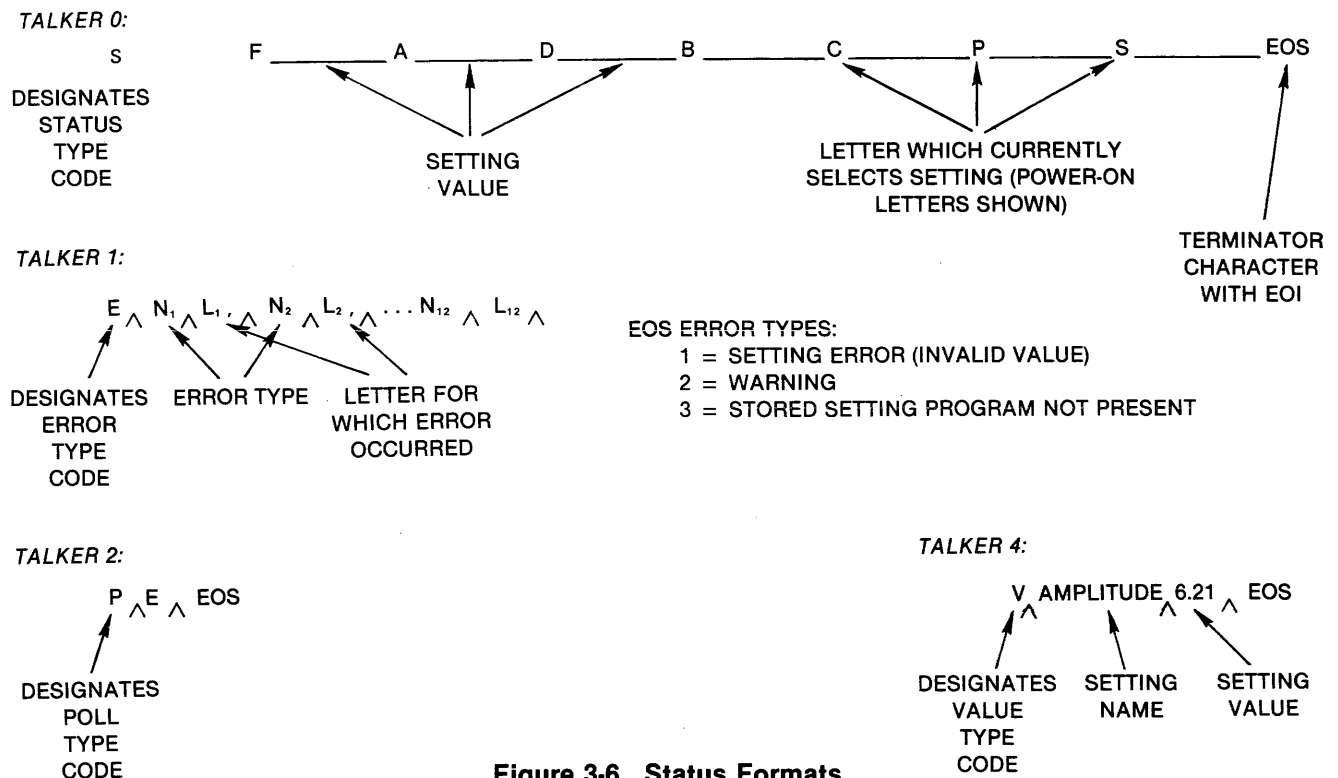 TALKER 0:
S F A D B C P S EOS
DESIGNATES
STATUS
TYPE
CODE
SETTING
VALUE
LETTER WHICH CURRENTLY
SELECTS SETTING (POWER-ON
LETTERS SHOWN)
TERMINATOR
CHARACTER
WITH EOI
TALKER 1:
E ^ N₁ ^ L₁, ^ N₂ ^ L₂, ^ ... N₁₂ ^ L₁₂ ^
DESIGNATES
ERROR
TYPE
CODE
ERROR TYPE
LETTER FOR
WHICH ERROR
OCCURRED
EOS ERROR TYPES:
1 = SETTING ERROR (INVALID VALUE)
2 = WARNING
3 = STORED SETTING PROGRAM NOT PRESENT
TALKER 2:
P ^ E ^ EOS
DESIGNATES
POLL
TYPE
CODE
TALKER 4:
V ^ AMPLITUDE ^ 6.21 ^ EOS
DESIGNATES
VALUE
TYPE
CODE
SETTING
NAME
SETTING
VALUE
Figure 3-6. Status Formats